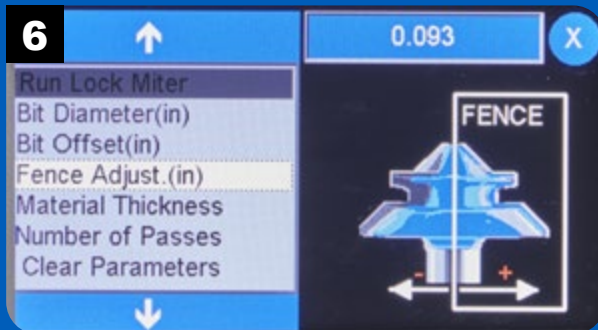 6
0.093
X
Run Lock Miter
Bit Diameter(in)
Bit Offset(in)
Fence Adjust.(in)
Material Thickness
Number of Passes
Clear Parameters
FENCE
- +